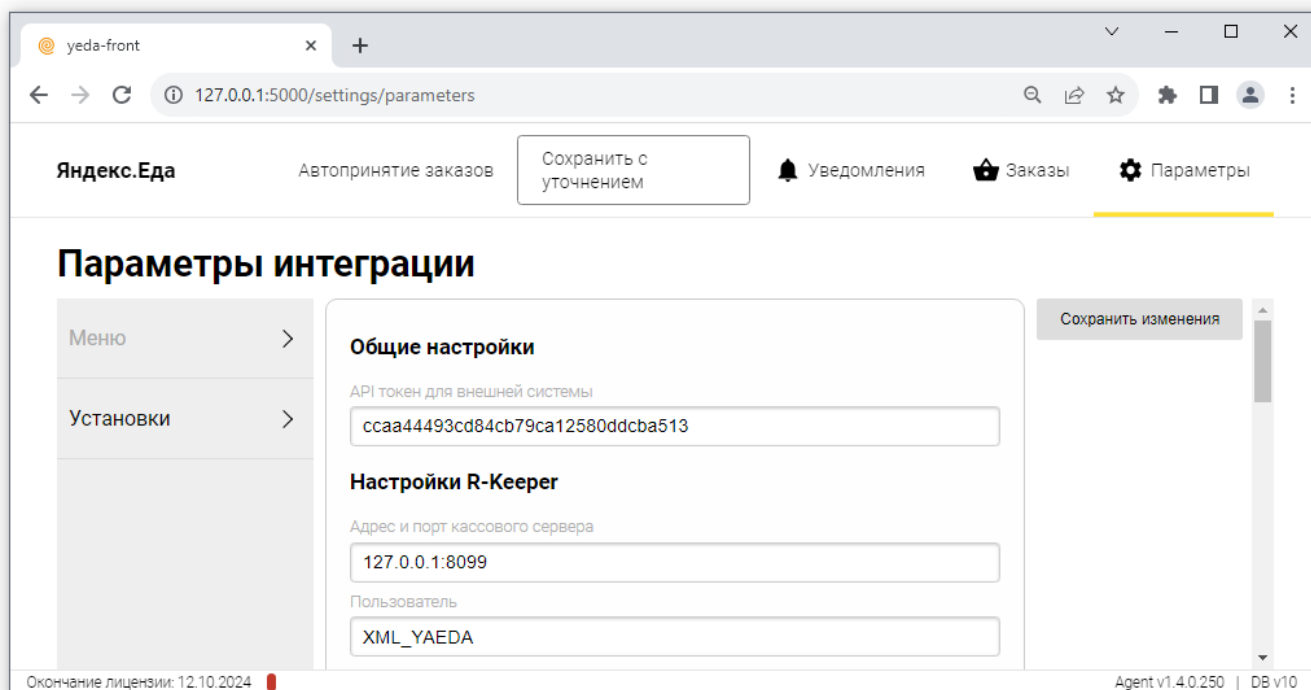 yeda-front
127.0.0.1:5000/settings/parameters
Яндекс.Еда
Автопринятие заказов
Сохранить с
уточнением
Уведомления
Заказы
Параметры
Параметры интеграции
Меню
Установки
Общие настройки
API токен для внешней системы
ccaa44493cd84cb79ca12580ddcba513
Настройки R-Keeper
Адрес и порт кассового сервера
127.0.0.1:8099
Пользователь
XML_YAEDA
Сохранить изменения
Окончание лицензии: 12.10.2024
Agent v1.4.0.250 | DB v10